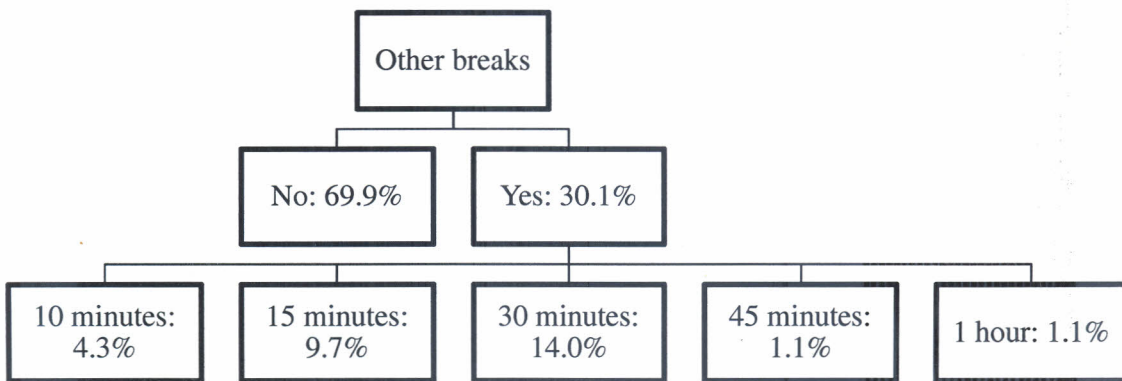 Other breaks
No: 69.9%
Yes: 30.1%
10 minutes:
4.3%
15 minutes:
9.7%
30 minutes:
14.0%
45 minutes:
1.1%
1 hour: 1.1%